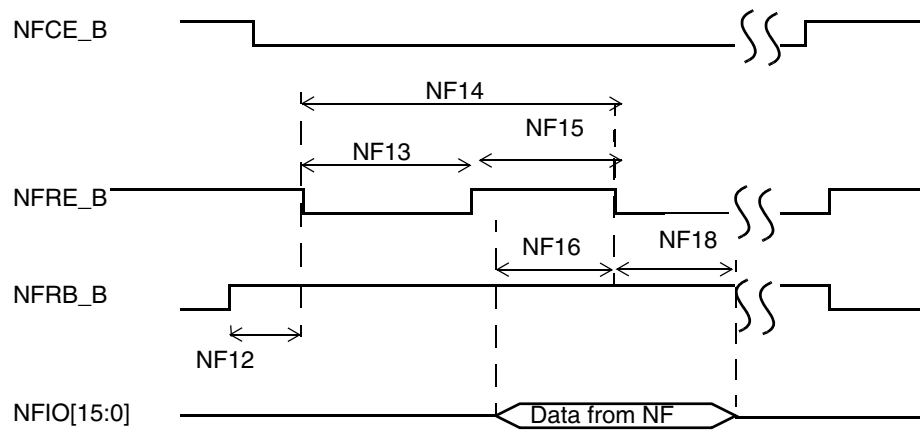 NFCE_B
NF14
NF15
NF13
NFRE_B
NF16
NF18
NFRB_B
NF12
NFIO[15:0]
Data from NF